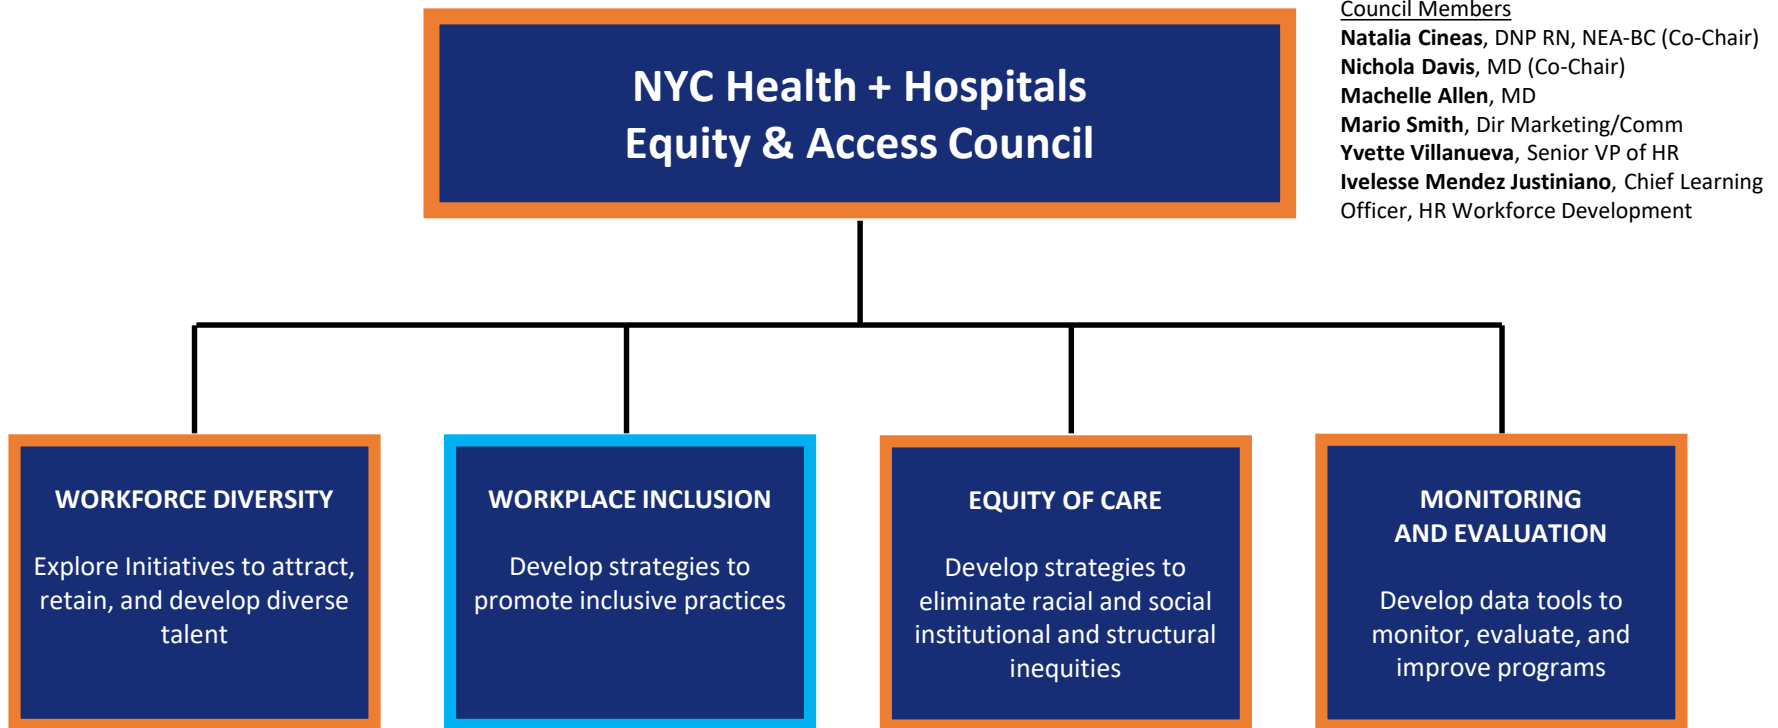 NYC Health + Hospitals
Equity & Access Council
Council Members
Natalia Cineas, DNP RN, NEA-BC (Co-Chair)
Nichola Davis, MD (Co-Chair)
Machelle Allen, MD
Mario Smith, Dir Marketing/Comm
Yvette Villanueva, Senior VP of HR
Ivelesse Mendez Justiniano, Chief Learning
Officer, HR Workforce Development
WORKFORCE DIVERSITY
Explore Initiatives to attract,
retain, and develop diverse
talent
WORKPLACE INCLUSION
Develop strategies to
promote inclusive practices
EQUITY OF CARE
Develop strategies to
eliminate racial and social
institutional and structural
inequities
MONITORING
AND EVALUATION
Develop data tools to
monitor, evaluate, and
improve programs